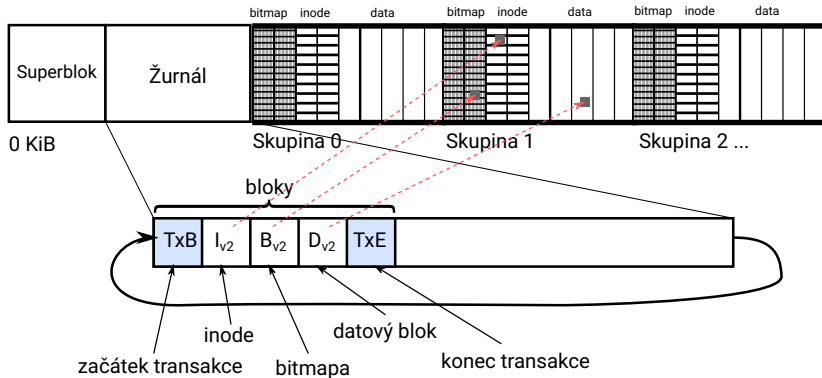 bitmap inode data bitmap inode data bitmap inode data
Superblok Žurnál
0 KiB Skupina 0 Skupina 1 Skupina 2 ...
bloky
TxB Iv2 Bv2 Dv2 TxE
inode datový blok
začátek transakce bitmapa konec transakce